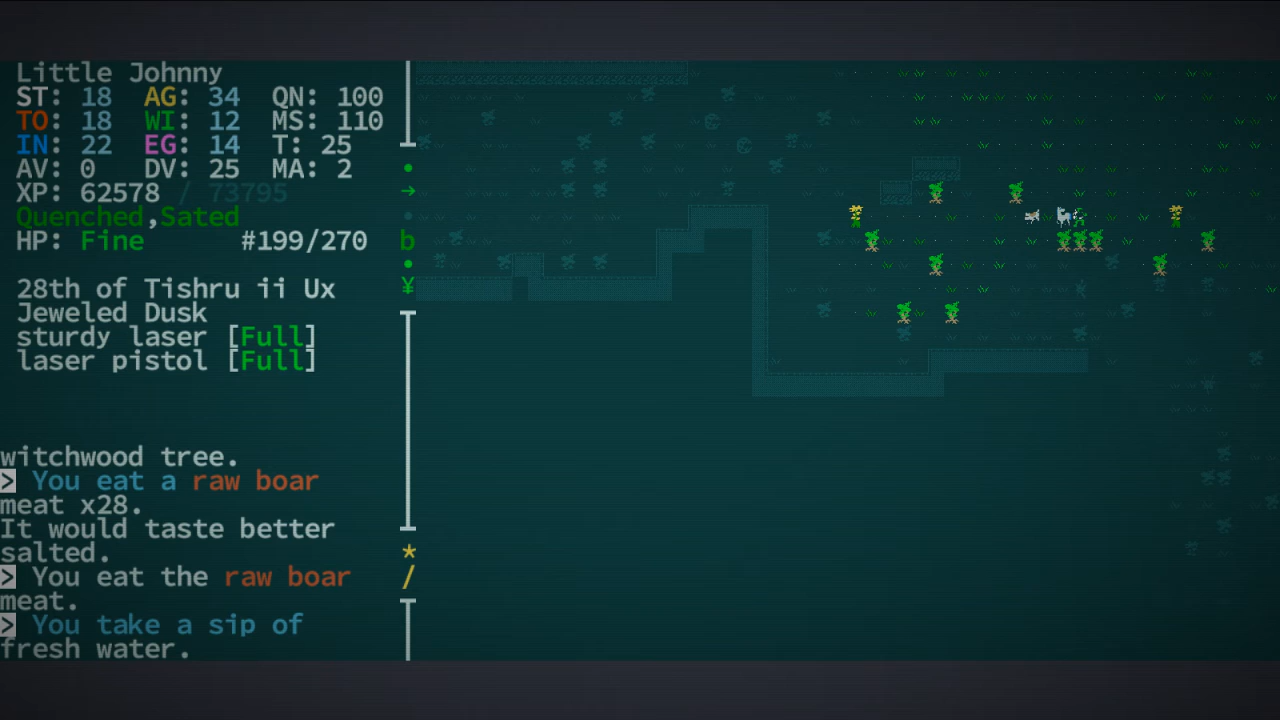 Little Johnny
ST: 18 AG: 34 QN: 100
TO: 18 WI: 12 MS: 110
IN: 22 EG: 14 T: 25
AV: 0 DV: 25 MA: 2
XP: 62578 / 73795
Quenched,Sated
HP: Fine #199/270
28th of Tishru ii Ux
Jeweled Dusk
sturdy laser [Full]
laser pistol [Full]
witchwood tree.
> You eat a raw boar
meat x28.
It would taste better
salted.
> You eat the raw boar
meat.
> You take a sip of
fresh water.
b
¥
*
/